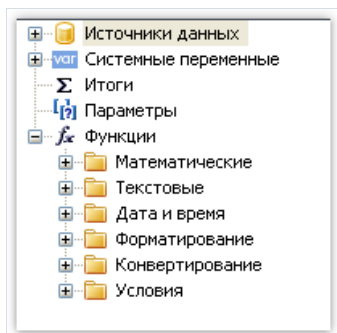 Источники данных
var Системные переменные
Σ Итоги
[?] Параметры
fx Функции
Математические
Текстовые
Дата и время
Форматирование
Конвертирование
Условия